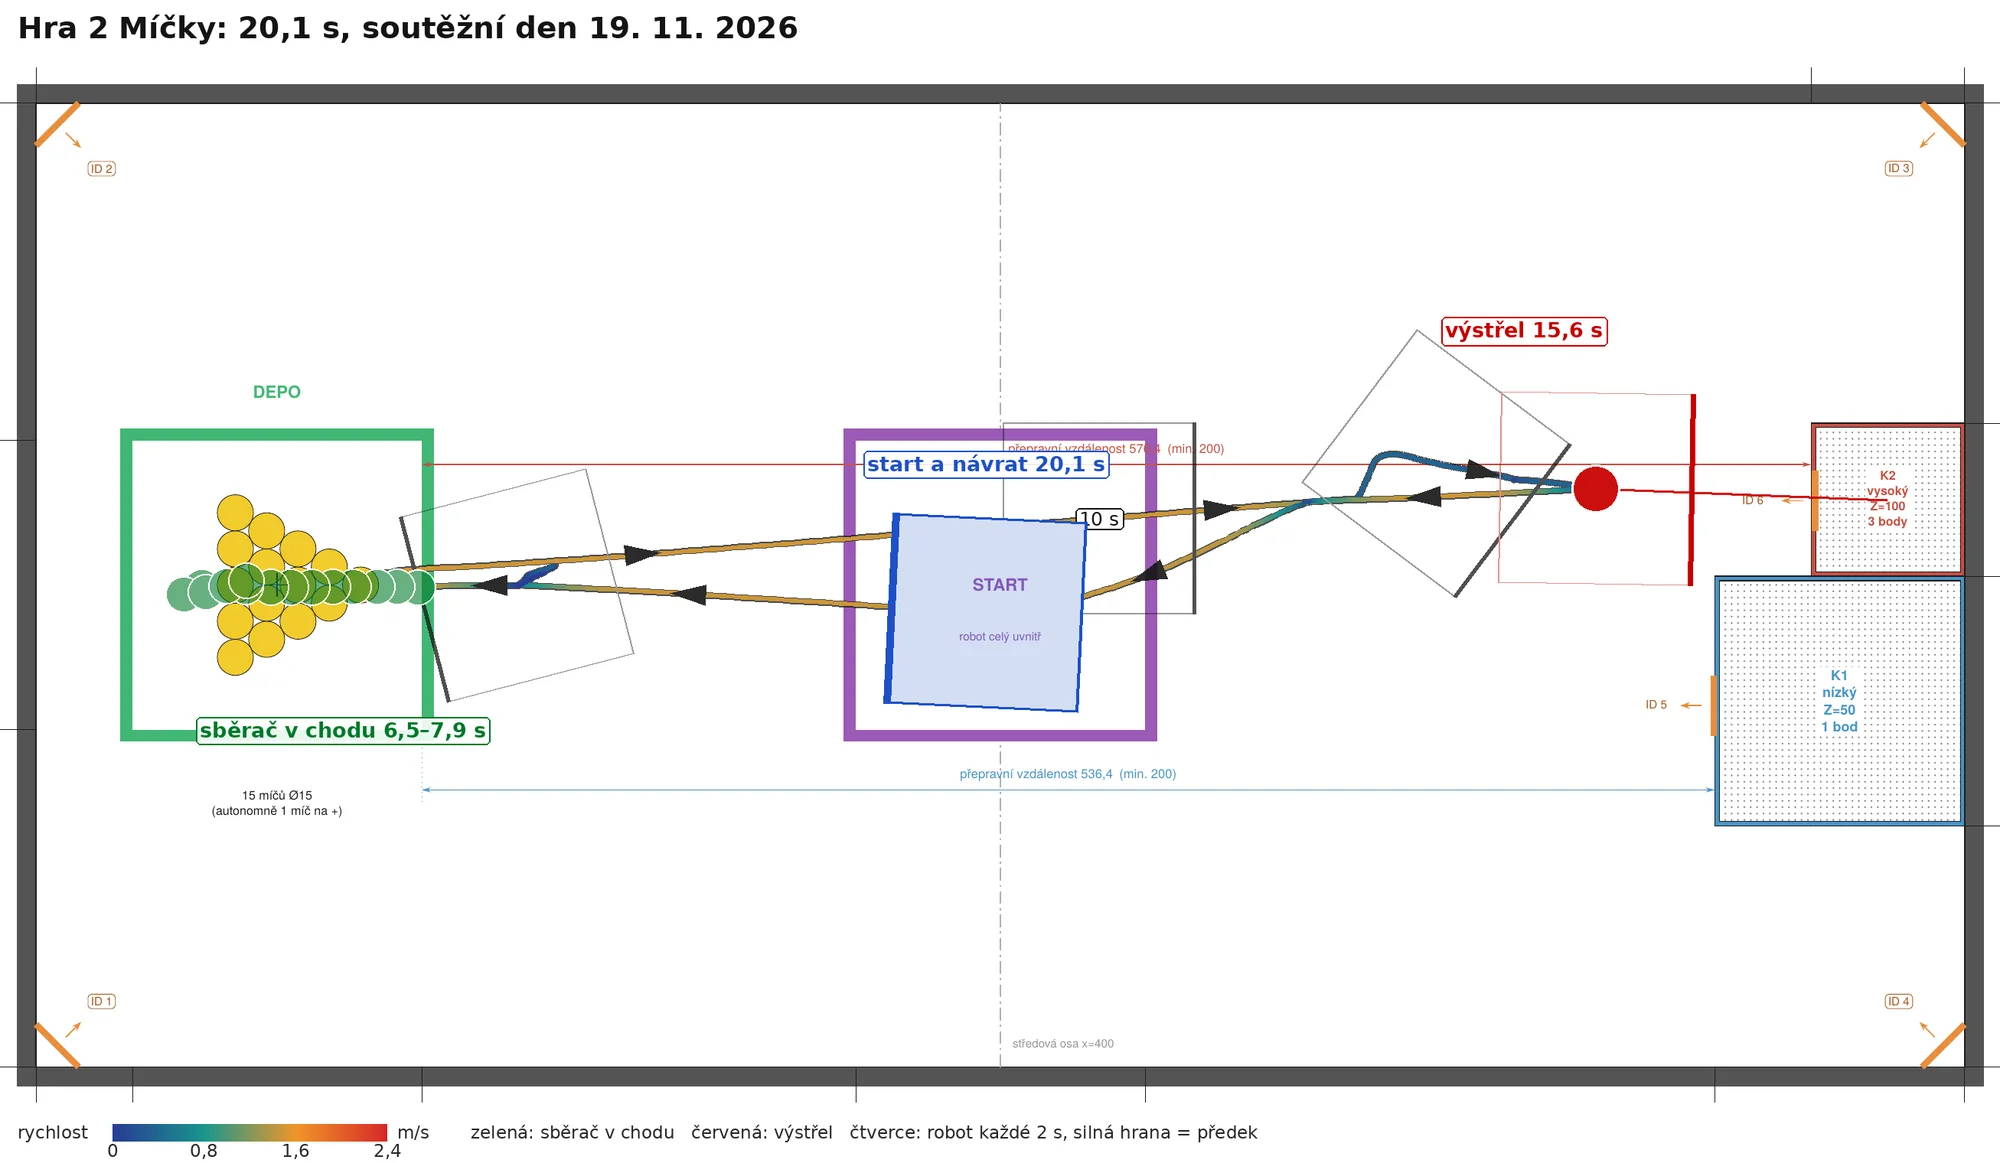 Hra 2 Míčky: 20,1 s, soutěžní den 19. 11. 2026
ID 2
ID 3
výstřel 15,6 s
DEPO
přepravní vzdálenost 576,4 (min. 200)
start a návrat 20,1 s
10 s
K2
vysoký
Z=100
3 body
ID 6
START
robot celý uvnitř
K1
nízký
Z=50
1 bod
ID 5
sběrač v chodu 6,5–7,9 s
přepravní vzdálenost 536,4 (min. 200)
15 míčů Ø15
(autonomně 1 míč na +)
ID 1
ID 4
středová osa x=400
rychlost
m/s
0
0,8
1,6
2,4
zelená: sběrač v chodu červená: výstřel čtverce: robot každé 2 s, silná hrana = předek